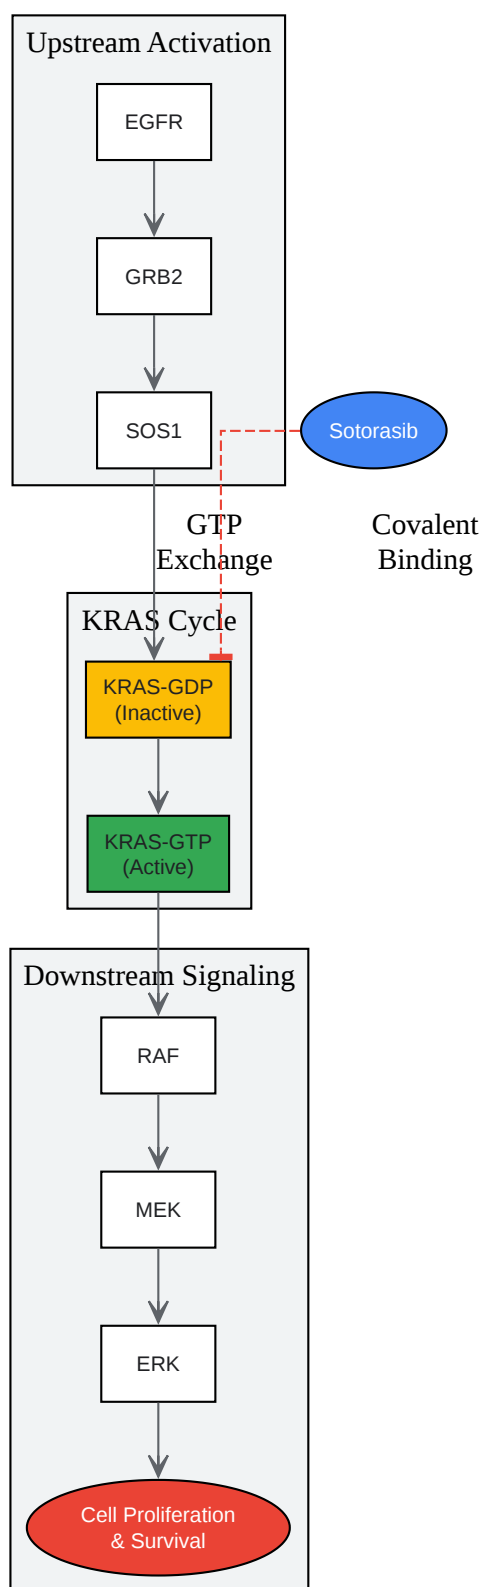 Upstream Activation
EGFR
GRB2
SOS1
Sotorasib
GTP
Exchange
Covalent
Binding
KRAS Cycle
KRAS-GDP
(Inactive)
KRAS-GTP
(Active)
Downstream Signaling
RAF
MEK
ERK
Cell Proliferation
& Survival